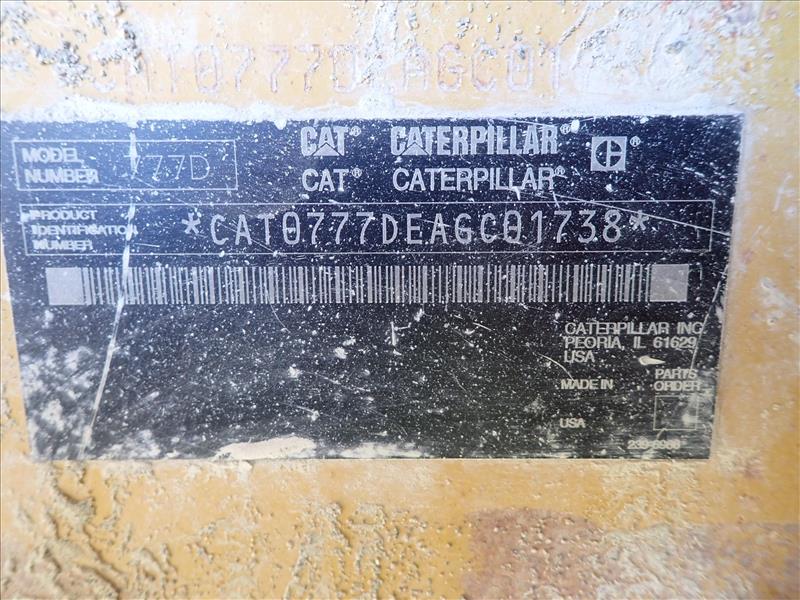 CAT0777DEAGC01
CAT® CATERPILLAR®
MODEL NUMBER 777D
CAT® CATERPILLAR®
PRODUCT IDENTIFICATION NUMBER *CAT0777DEAGC01738*
CATERPILLAR INC.
PEORIA, IL 61629
USA
PARTS
MADE IN ORDER
USA